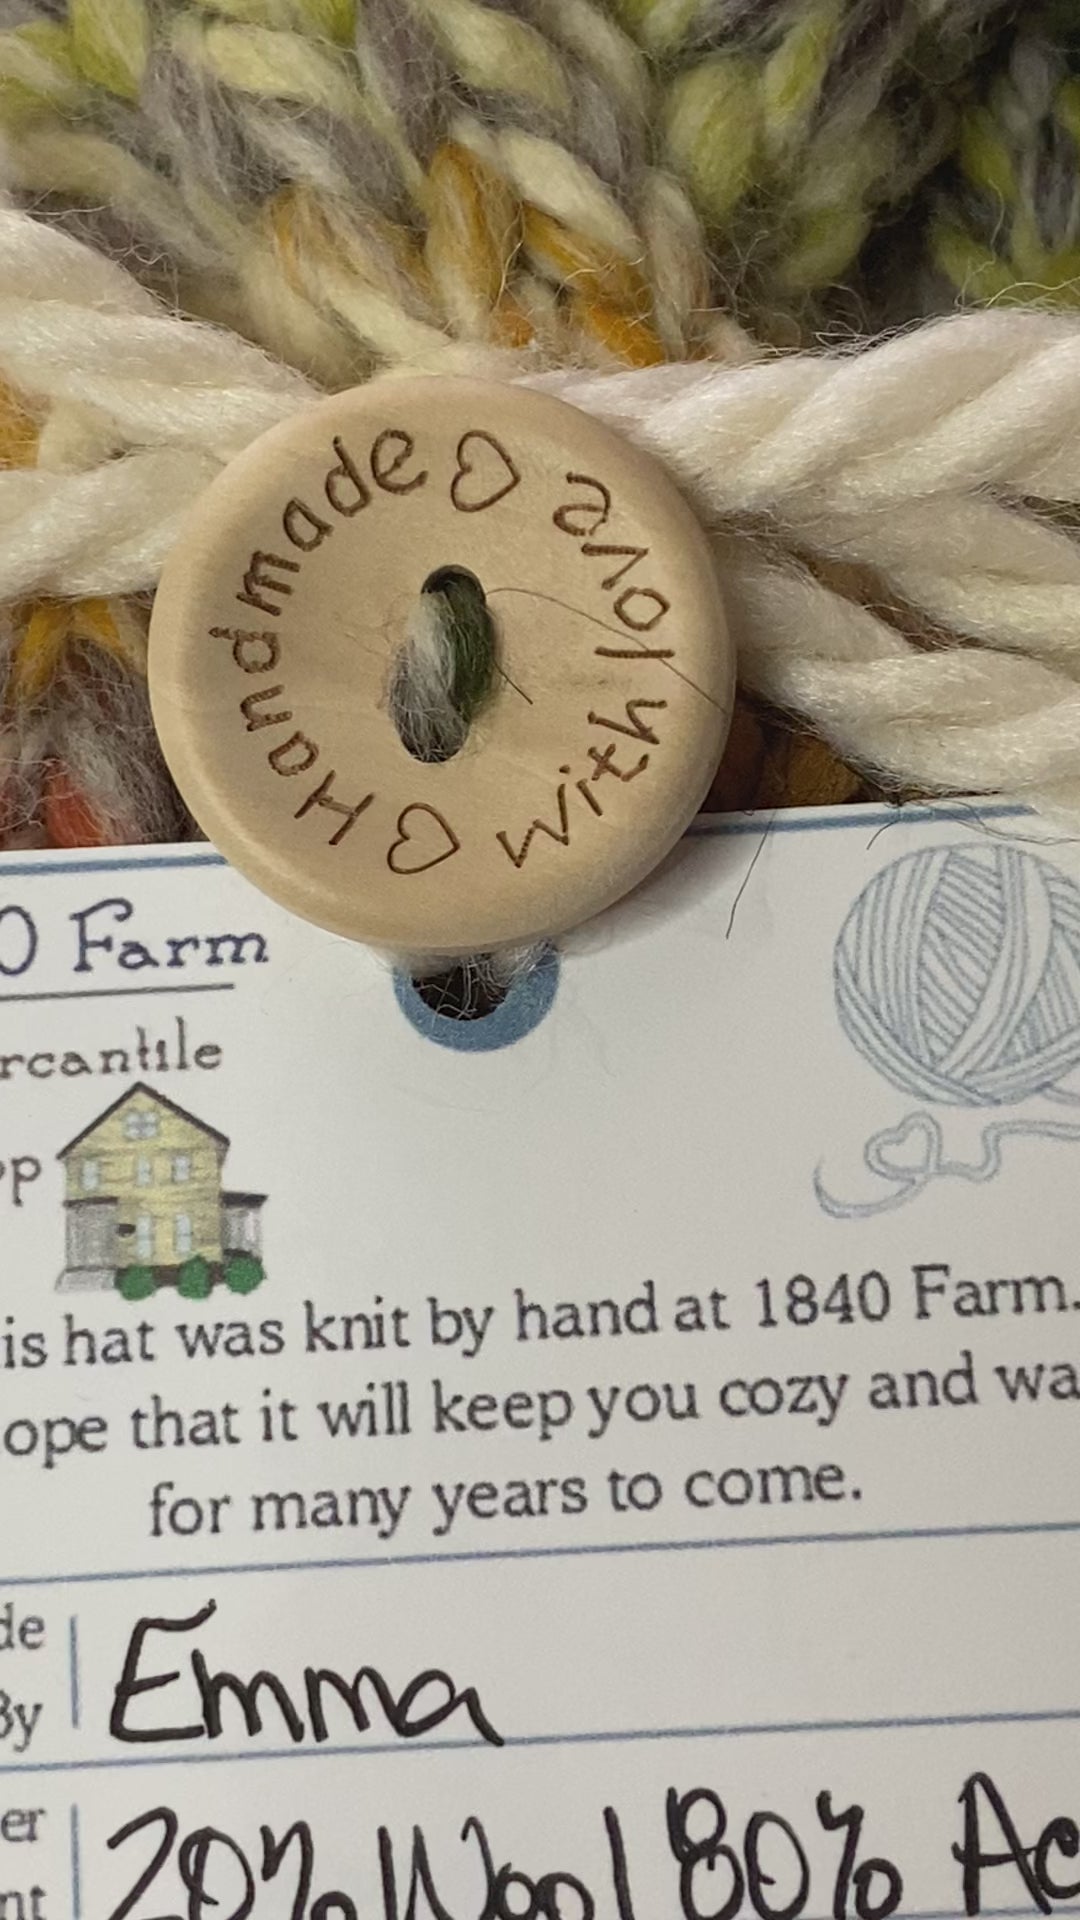 Handmade ♡ with love ♡
0 Farm
rcantile
is hat was knit by hand at 1840 Farm.
ope that it will keep you cozy and wa
for many years to come.
de
By
Emma
er
nt
20% Wool 80% Ac